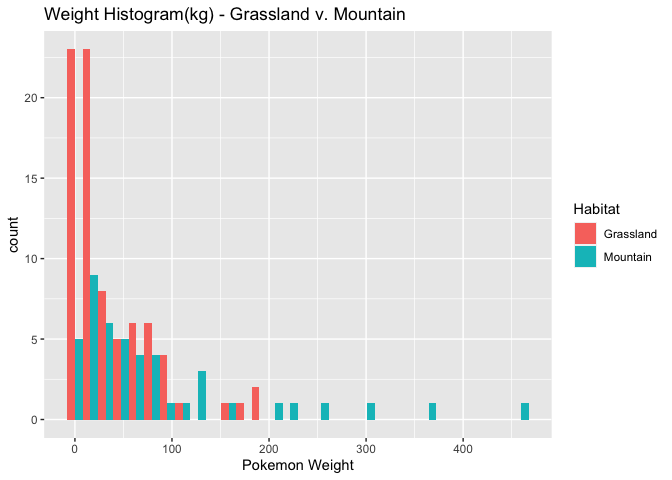 Weight Histogram(kg) - Grassland v. Mountain
count
20
15
10
5
0
0 100 200 300 400
Pokemon Weight
Habitat
Grassland
Mountain